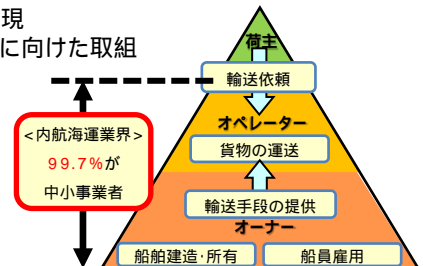 現
に向けた取組
荷主
輸送依頼
オペレーター
<内航海運業界>
99.7%が
中小事業者
貨物の運送
輸送手段の提供
オーナー
船舶建造・所有
船員雇用